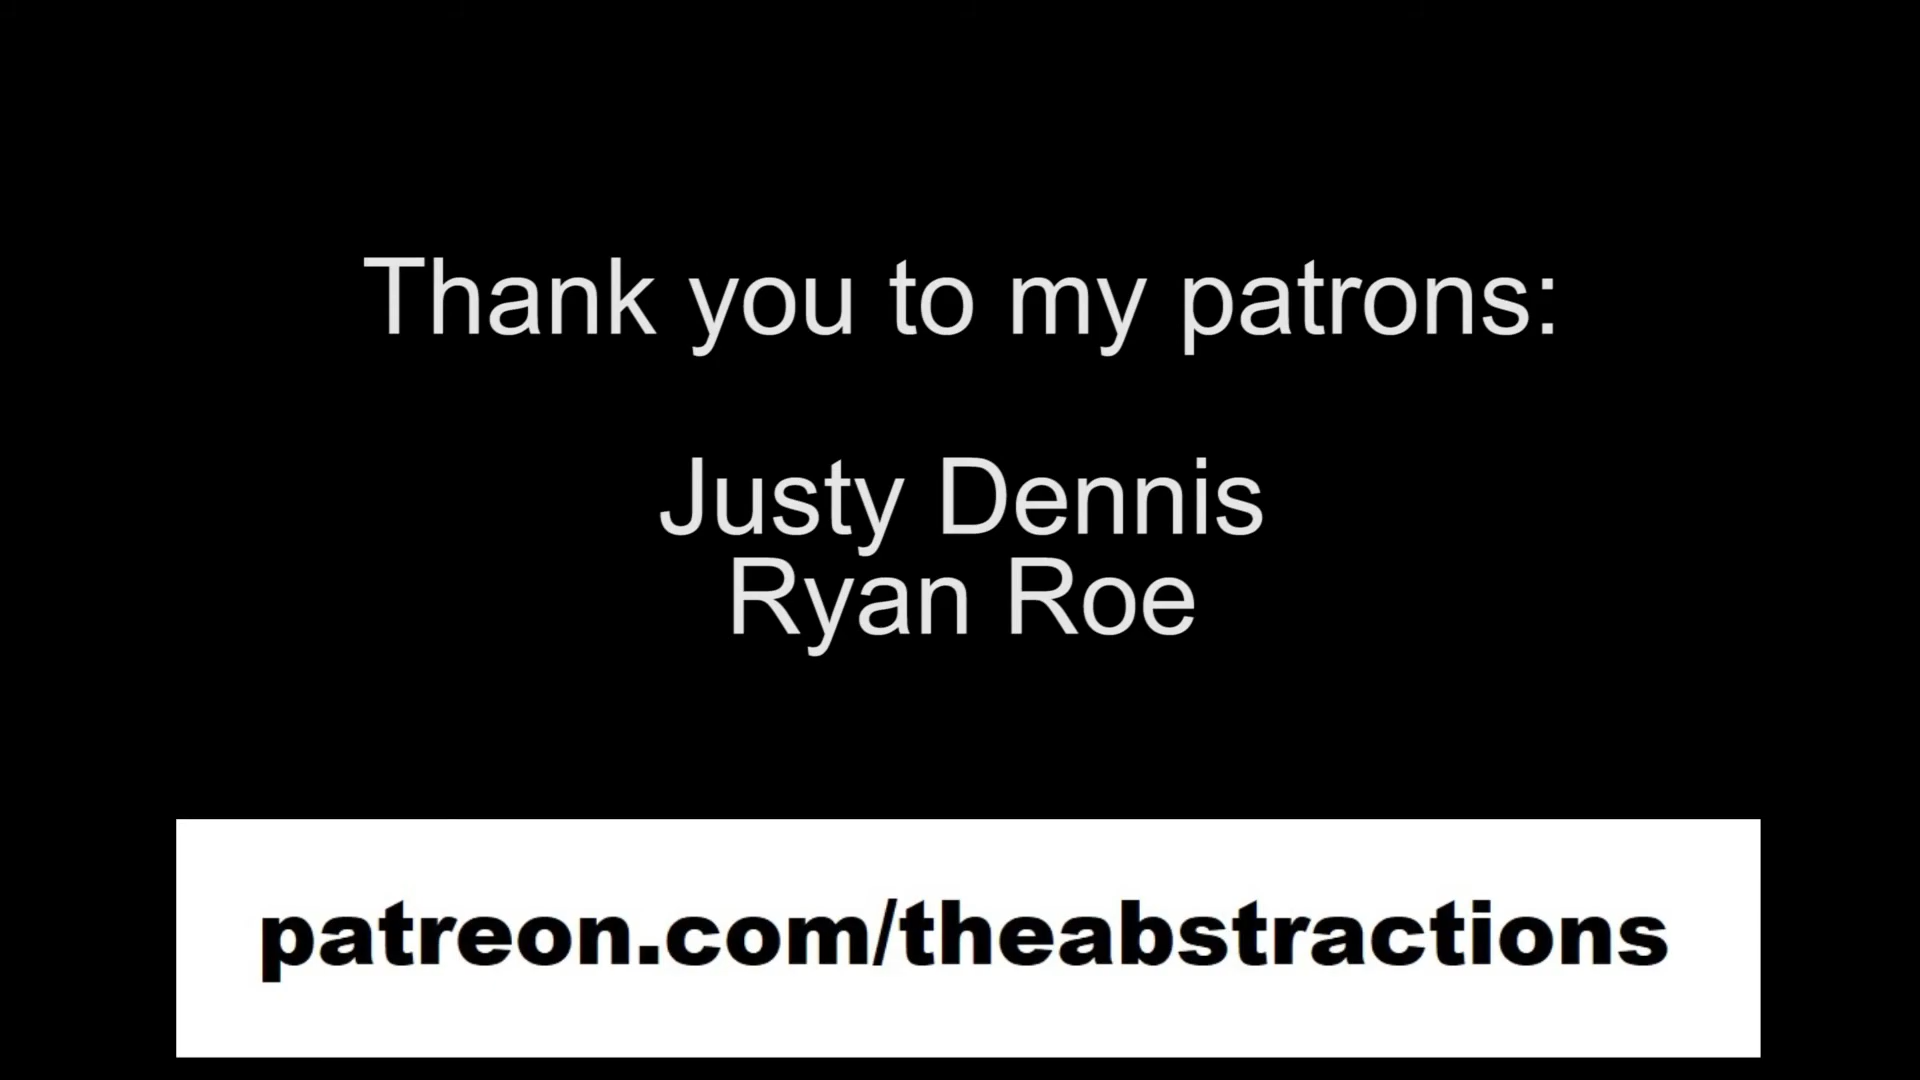 Thank you to my patrons:
Justy Dennis
Ryan Roe
patreon.com/theabstractions